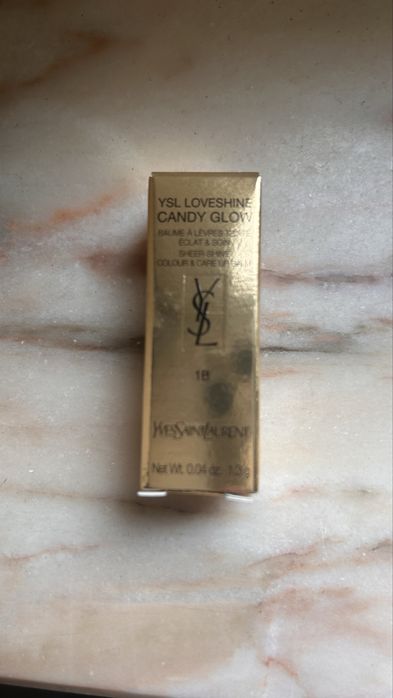 YSL LOVESHINE
CANDY GLOW
BAUME À LÈVRES TEINTÉ
ÉCLAT & SOIN
SHEER SHINE
COLOUR & CARE LIP BALM
YSL
1B
YVES SAINT LAURENT
Net Wt. 0.04 oz. 1.3 g